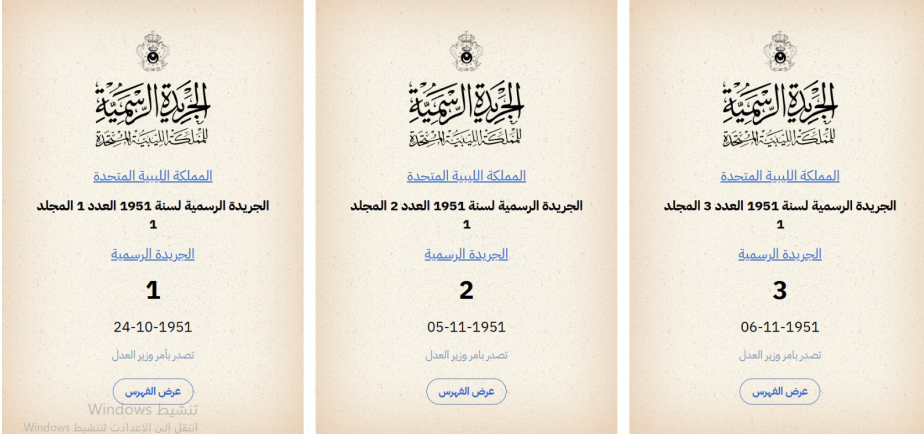 الجريدة الرسمية
للمملكة الليبية المتحدة
المملكة الليبية المتحدة
الجريدة الرسمية لسنة 1951 العدد 1 المجلد
1
الجريدة الرسمية
1
24-10-1951
تصدر بأمر وزير العدل
عرض الفهرس
تنشيط Windows
انتقل إلى الإعدادات لتنشيط Windows.
الجريدة الرسمية
للمملكة الليبية المتحدة
المملكة الليبية المتحدة
الجريدة الرسمية لسنة 1951 العدد 2 المجلد
1
الجريدة الرسمية
2
05-11-1951
تصدر بامر وزير العدل
عرض الفهرس
الجريدة الرسمية
للمملكة الليبية المتحدة
المملكة الليبية المتحدة
الجريدة الرسمية لسنة 1951 العدد 3 المجلد
1
الجريدة الرسمية
3
06-11-1951
تصدر بامر وزير العدل
عرض الفهرس